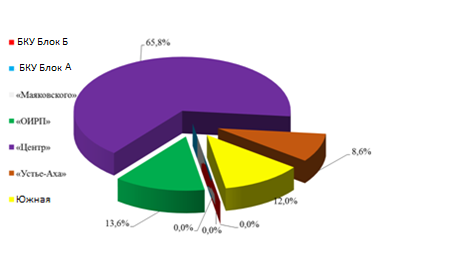 65,8%
БКУ Блок Б
БКУ Блок А
«Маяковского»
«ОИРП»
«Центр»
«Устье-Аха»
Южная
8,6%
12,0%
0,0%
0,0%
0,0%
13,6%